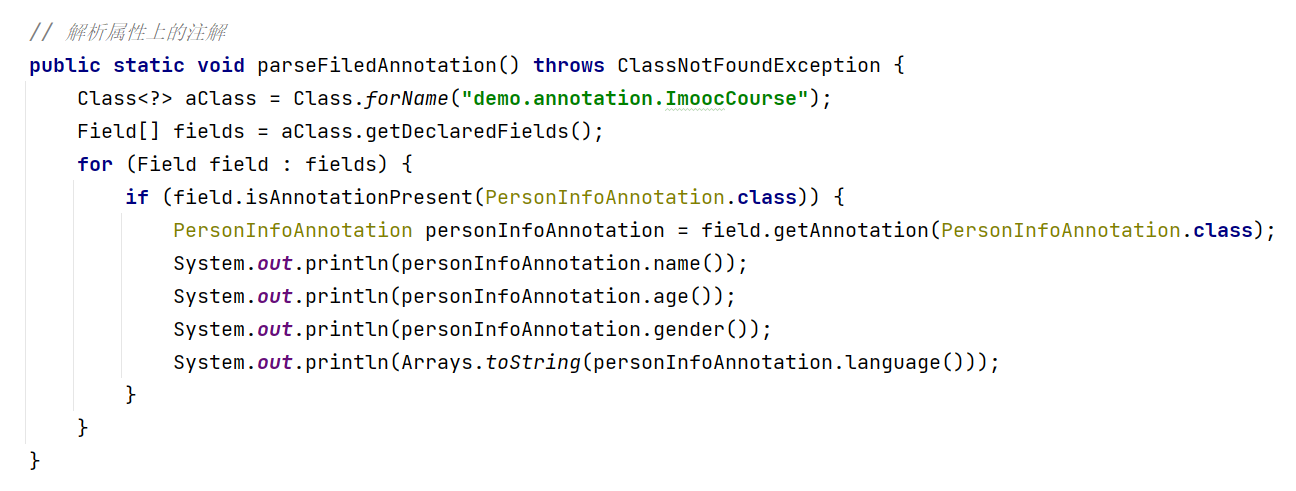 // 解析属性上的注解
public static void parseFiledAnnotation() throws ClassNotFoundException {
    Class<?> aClass = Class.forName("demo.annotation.ImoocCourse");
    Field[] fields = aClass.getDeclaredFields();
    for (Field field : fields) {
        if (field.isAnnotationPresent(PersonInfoAnnotation.class)) {
            PersonInfoAnnotation personInfoAnnotation = field.getAnnotation(PersonInfoAnnotation.class);
            System.out.println(personInfoAnnotation.name());
            System.out.println(personInfoAnnotation.age());
            System.out.println(personInfoAnnotation.gender());
            System.out.println(Arrays.toString(personInfoAnnotation.language()));
        }
    }
}